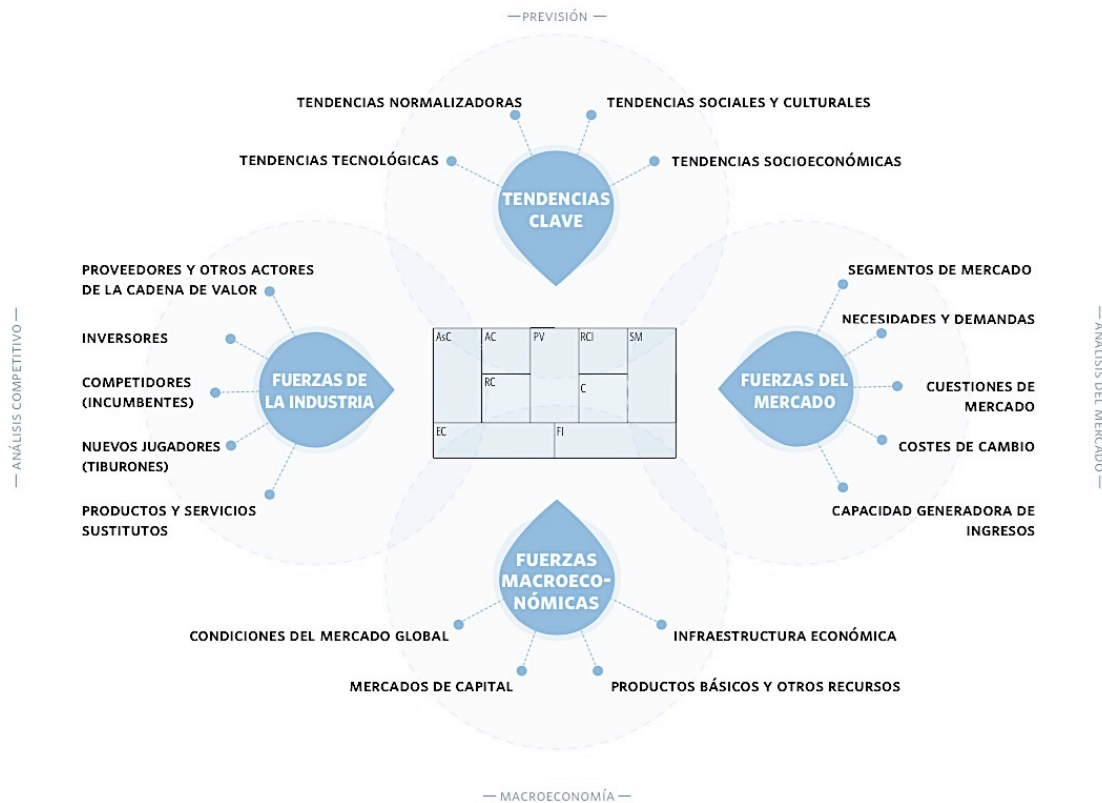 PREVISIÓN
TENDENCIAS NORMALIZADORAS
TENDENCIAS SOCIALES Y CULTURALES
TENDENCIAS TECNOLÓGICAS
TENDENCIAS SOCIOECONÓMICAS
TENDENCIAS
CLAVE
ANÁLISIS COMPETITIVO
PROVEEDORES Y OTROS ACTORES
DE LA CADENA DE VALOR
INVERSORES
COMPETIDORES
(INCUMBENTES)
NUEVOS JUGADORES
(TIBURONES)
PRODUCTOS Y SERVICIOS
SUSTITUTOS
FUERZAS DE
LA INDUSTRIA
AsC
AC
PV
RCl
SM
RC
C
EC
FI
FUERZAS DEL
MERCADO
SEGMENTOS DE MERCADO
NECESIDADES Y DEMANDAS
CUESTIONES DE
MERCADO
COSTES DE CAMBIO
CAPACIDAD GENERADORA DE
INGRESOS
ANÁLISIS DEL MERCADO
FUERZAS
MACROECO-
NÓMICAS
CONDICIONES DEL MERCADO GLOBAL
INFRAESTRUCTURA ECONÓMICA
MERCADOS DE CAPITAL
PRODUCTOS BÁSICOS Y OTROS RECURSOS
MACROECONOMÍA